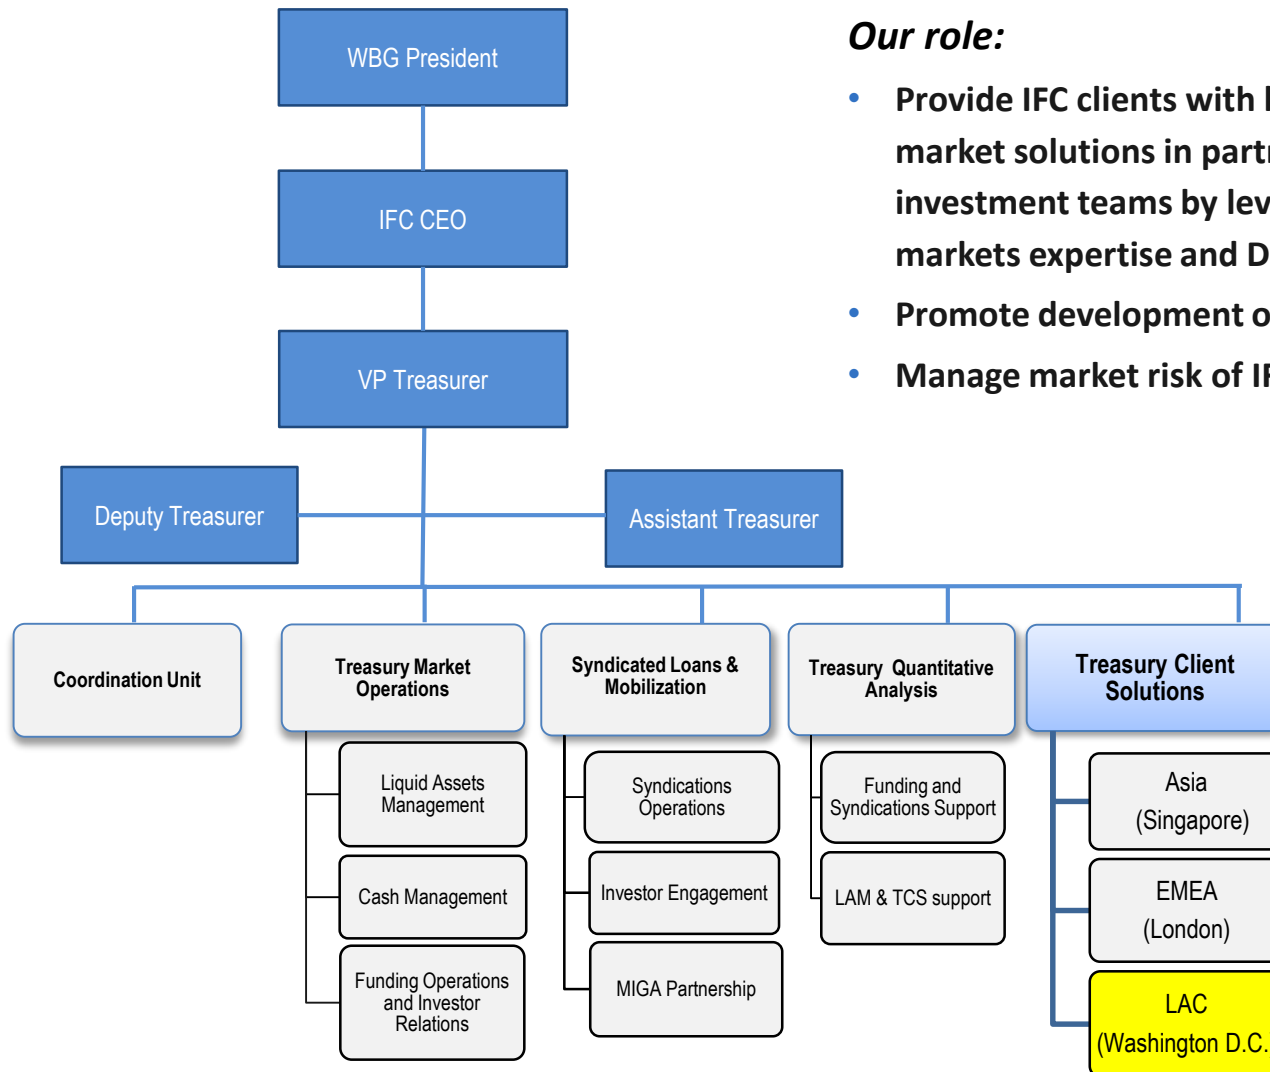 WBG President
IFC CEO
VP Treasurer
Deputy Treasurer
Assistant Treasurer
Our role:
• Provide IFC clients with
market solutions in
investment teams by
markets expertise and
• Promote development
• Manage market risk of
Coordination Unit
Treasury Market
Operations
Liquid Assets
Management
Cash Management
Funding Operations
and Investor
Relations
Syndicated Loans &
Mobilization
Syndications
Operations
Investor Engagement
MIGA Partnership
Treasury Quantitative
Analysis
Funding and
Syndications Support
LAM & TCS support
Treasury Client
Solutions
Asia
(Singapore)
EMEA
(London)
LAC
(Washington D.C.